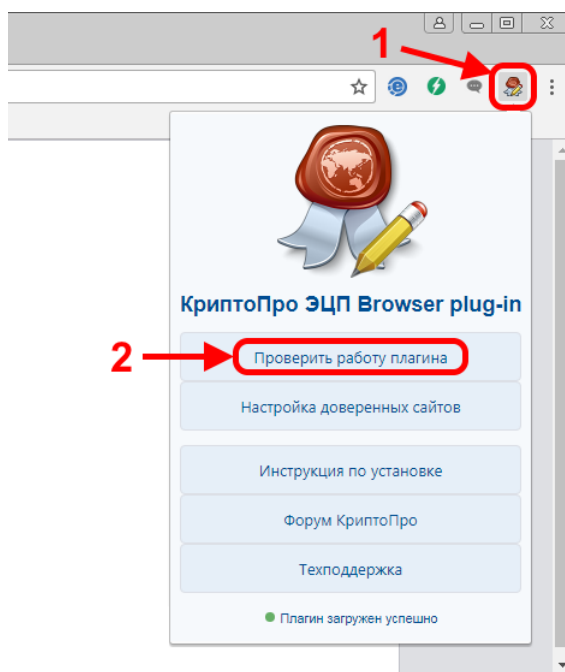 1
КриптоПро ЭЦП Browser plug-in
2
Проверить работу плагина
Настройка доверенных сайтов
Инструкция по установке
Форум КриптоПро
Техподдержка
Плагин загружен успешно